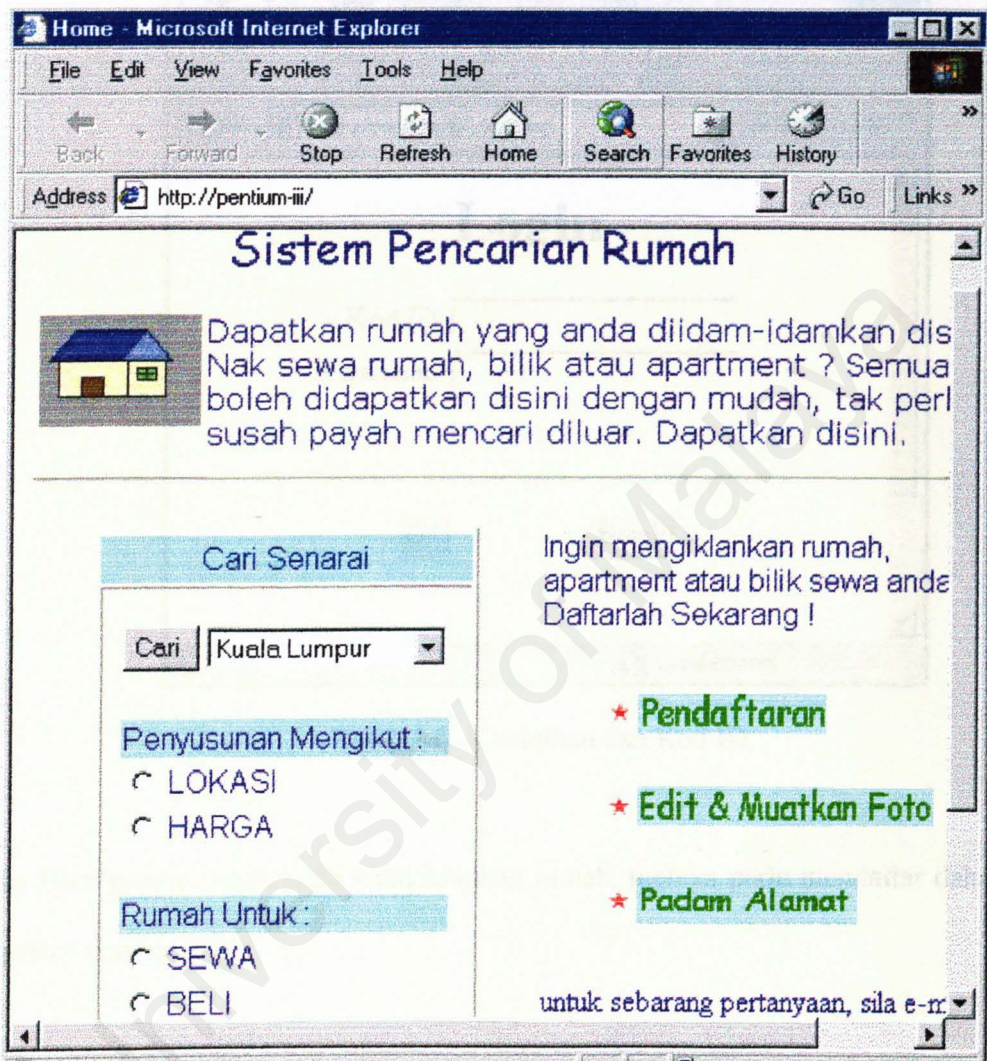 Home - Microsoft Internet Explorer
File Edit View Favorites Tools Help
Back Forward Stop Refresh Home Search Favorites History »
Address http://pentium-iii/ Go Links »
Sistem Pencarian Rumah
Dapatkan rumah yang anda diidam-idamkan dis
Nak sewa rumah, bilik atau apartment ? Semua
boleh didapatkan disini dengan mudah, tak perl
susah payah mencari diluar. Dapatkan disini.
Cari Senarai
Cari Kuala Lumpur
Penyusunan Mengikut :
LOKASI
HARGA
Rumah Untuk :
SEWA
BELI
Ingin mengiklankan rumah,
apartment atau bilik sewa anda
Daftarlah Sekarang !
Pendaftaran
Edit & Muatkan Foto
Padam Alamat
untuk sebarang pertanyaan, sila e-m
University of Malaya